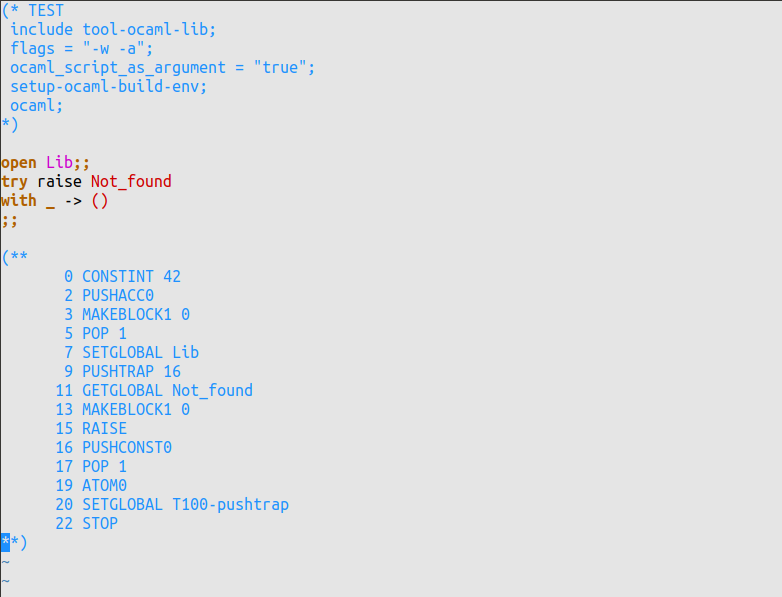 (* TEST
 include tool-ocaml-lib;
 flags = "-w -a";
 ocaml_script_as_argument = "true";
 setup-ocaml-build-env;
 ocaml;
*)

open Lib;;
try raise Not_found
with _ -> ()
;;

(**
       0 CONSTINT 42
       2 PUSHACC0
       3 MAKEBLOCK1 0
       5 POP 1
       7 SETGLOBAL Lib
       9 PUSHTRAP 16
      11 GETGLOBAL Not_found
      13 MAKEBLOCK1 0
      15 RAISE
      16 PUSHCONST0
      17 POP 1
      19 ATOM0
      20 SETGLOBAL T100-pushtrap
      22 STOP
**)
~
~